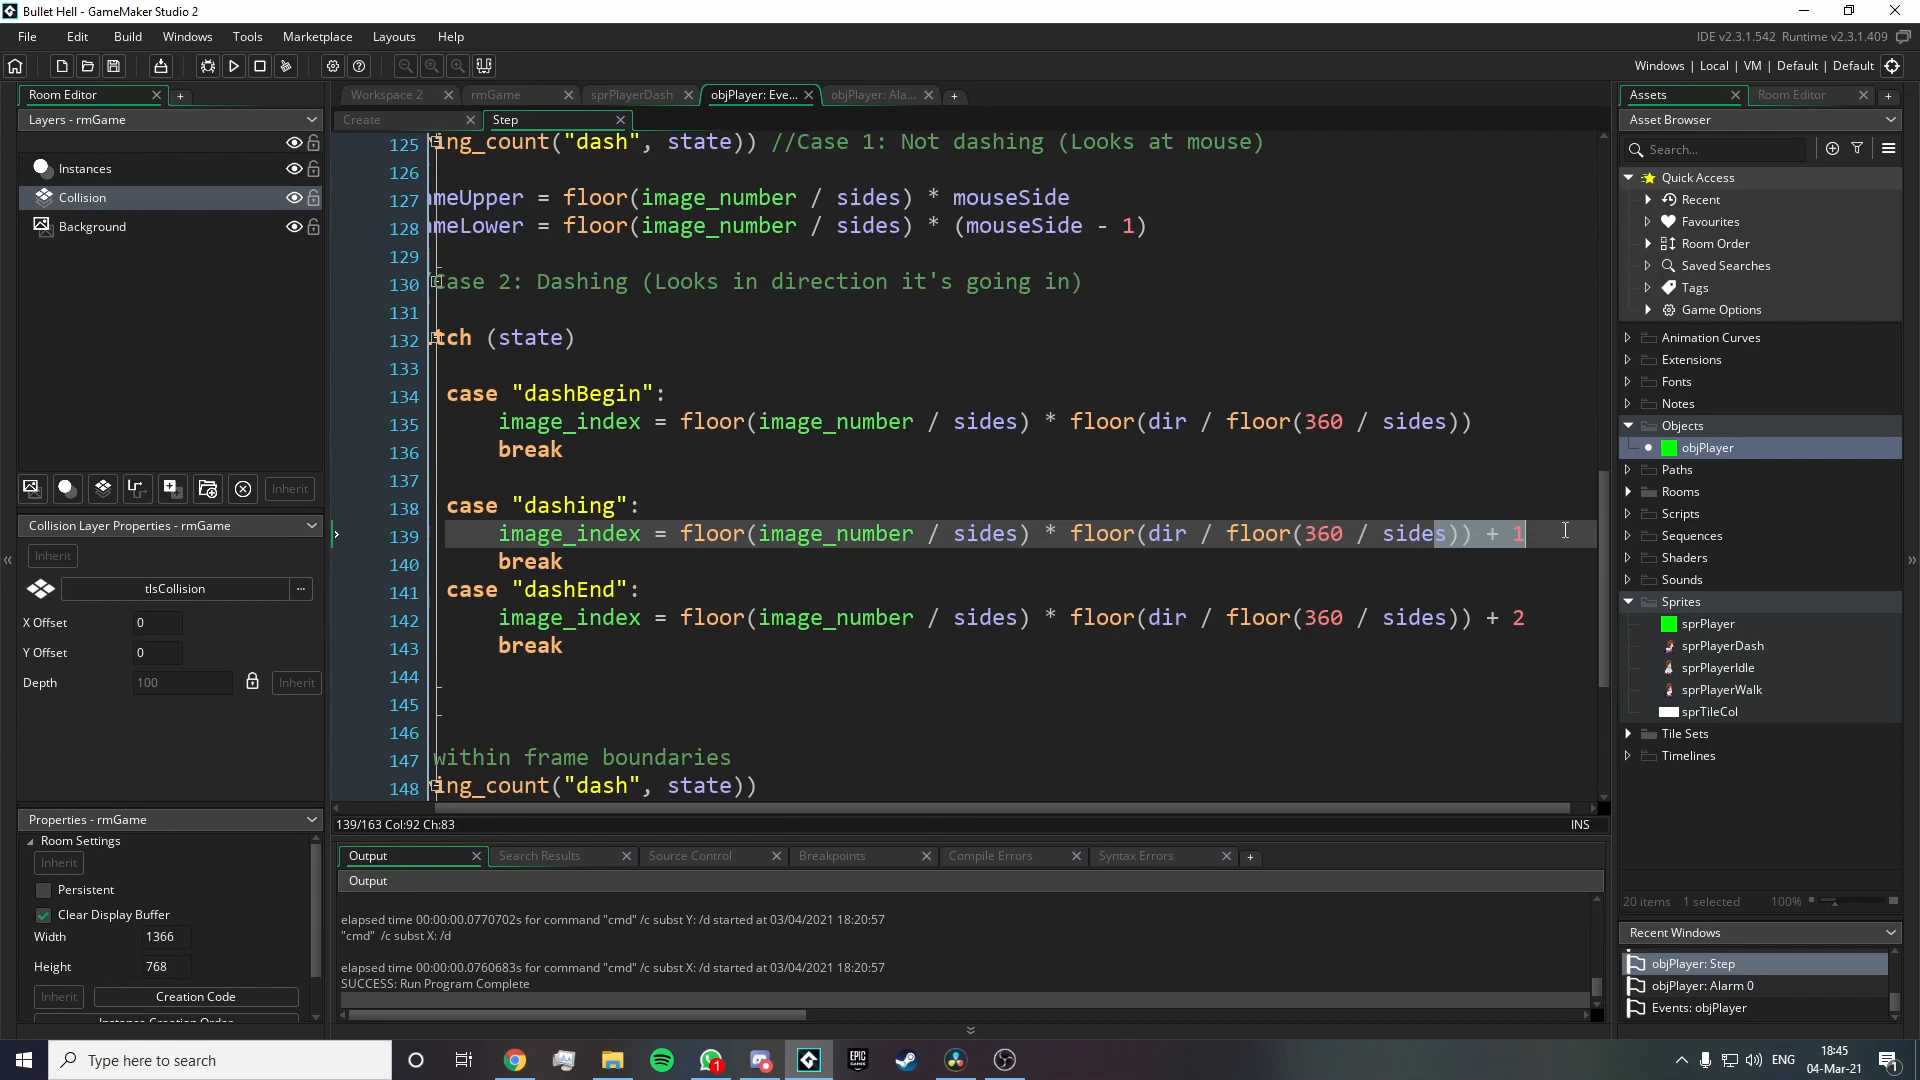 Bullet Hell - GameMaker Studio 2
File Edit Build Windows Tools Marketplace Layouts Help
IDE v2.3.1.542 Runtime v2.3.1.409
Windows | Local | VM | Default | Default
Room Editor
Workspace 2
rmGame
sprPlayerDash
objPlayer: Eve...
objPlayer: Ala...
Assets
Room Editor
Layers - rmGame
Instances
Collision
Background
Inherit
Collision Layer Properties - rmGame
Inherit
tlsCollision
...
X Offset 0
Y Offset 0
Depth 100 Inherit
Properties - rmGame
Room Settings
Inherit
Persistent
Clear Display Buffer
Width 1366
Height 768
Inherit Creation Code
Instance Creation Order
Create
Step
125 ing_count("dash", state)) //Case 1: Not dashing (Looks at mouse)
126
127 meUpper = floor(image_number / sides) * mouseSide
128 meLower = floor(image_number / sides) * (mouseSide - 1)
129
130 Case 2: Dashing (Looks in direction it's going in)
131
132 tch (state)
133
134 case "dashBegin":
135 image_index = floor(image_number / sides) * floor(dir / floor(360 / sides))
136 break
137
138 case "dashing":
139 image_index = floor(image_number / sides) * floor(dir / floor(360 / sides)) + 1
140 break
141 case "dashEnd":
142 image_index = floor(image_number / sides) * floor(dir / floor(360 / sides)) + 2
143 break
144
145
146
147 within frame boundaries
148 ing_count("dash", state))
139/163 Col:92 Ch:83
INS
Output
Search Results
Source Control
Breakpoints
Compile Errors
Syntax Errors
Output
elapsed time 00:00:00.0770702s for command "cmd" /c subst Y: /d started at 03/04/2021 18:20:57
"cmd" /c subst X: /d
elapsed time 00:00:00.0760683s for command "cmd" /c subst X: /d started at 03/04/2021 18:20:57
SUCCESS: Run Program Complete
Asset Browser
Search...
Quick Access
Recent
Favourites
Room Order
Saved Searches
Tags
Game Options
Animation Curves
Extensions
Fonts
Notes
Objects
objPlayer
Paths
Rooms
Scripts
Sequences
Shaders
Sounds
Sprites
sprPlayer
sprPlayerDash
sprPlayerIdle
sprPlayerWalk
sprTileCol
Tile Sets
Timelines
20 items 1 selected 100%
Recent Windows
objPlayer: Step
objPlayer: Alarm 0
Events: objPlayer
Type here to search
1
EPIC GAMES
ENG
18:45
04-Mar-21
1